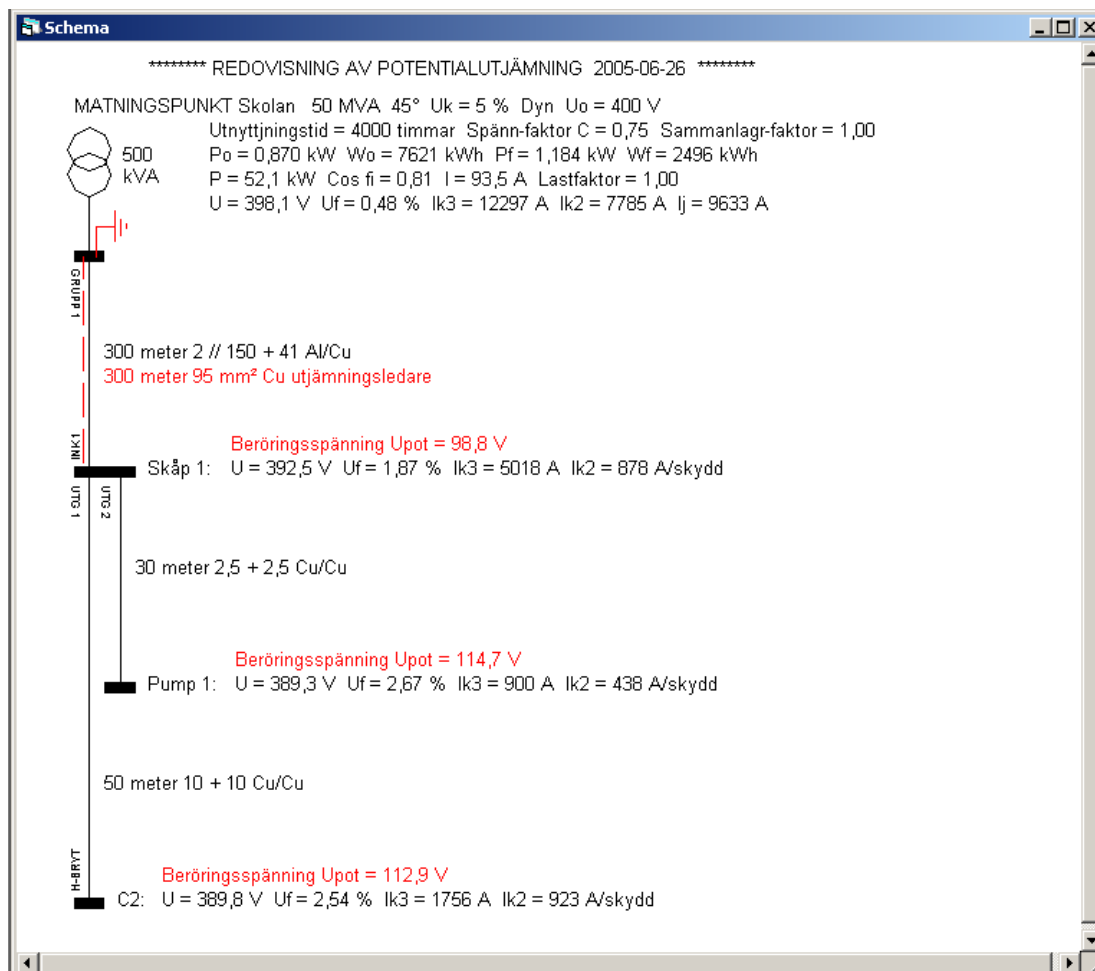 Schema
******** REDOVISNING AV POTENTIALUTJÄMNING 2005-06-26 ********
MATNINGSPUNKT Skolan 50 MVA 45° Uk = 5 % Dyn Uo = 400 V
Utnyttjningstid = 4000 timmar Spänn-faktor C = 0,75 Sammanlagr-faktor = 1,00
500 kVA
Po = 0,870 kW Wo = 7621 kWh Pf = 1,184 kW Wf = 2496 kWh
P = 52,1 kW Cos fi = 0,81 I = 93,5 A Lastfaktor = 1,00
U = 398,1 V Uf = 0,48 % Ik3 = 12297 A Ik2 = 7785 A Ij = 9633 A
GRUPP 1
300 meter 2 // 150 + 41 Al/Cu
300 meter 95 mm² Cu utjämningsledare
INK1
Beröringsspänning Upot = 98,8 V
Skåp 1: U = 392,5 V Uf = 1,87 % Ik3 = 5018 A Ik2 = 878 A/skydd
UTG 1
UTG 2
30 meter 2,5 + 2,5 Cu/Cu
Beröringsspänning Upot = 114,7 V
Pump 1: U = 389,3 V Uf = 2,67 % Ik3 = 900 A Ik2 = 438 A/skydd
50 meter 10 + 10 Cu/Cu
H-BRYT
Beröringsspänning Upot = 112,9 V
C2: U = 389,8 V Uf = 2,54 % Ik3 = 1756 A Ik2 = 923 A/skydd